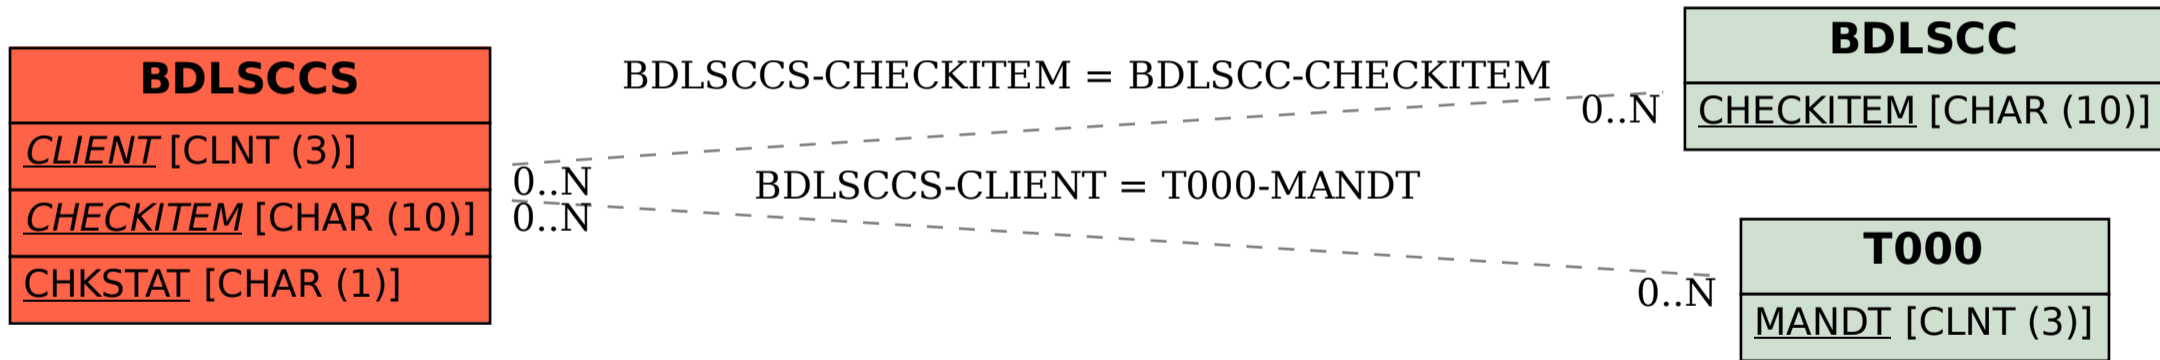 BDLSCCS
CLIENT [CLNT (3)]
CHECKITEM [CHAR (10)]
CHKSTAT [CHAR (1)]
BDLSCCS-CHECKITEM = BDLSCC-CHECKITEM
0..N
0..N
BDLSCCS-CLIENT = T000-MANDT
0..N
0..N
BDLSCC
CHECKITEM [CHAR (10)]
T000
MANDT [CLNT (3)]